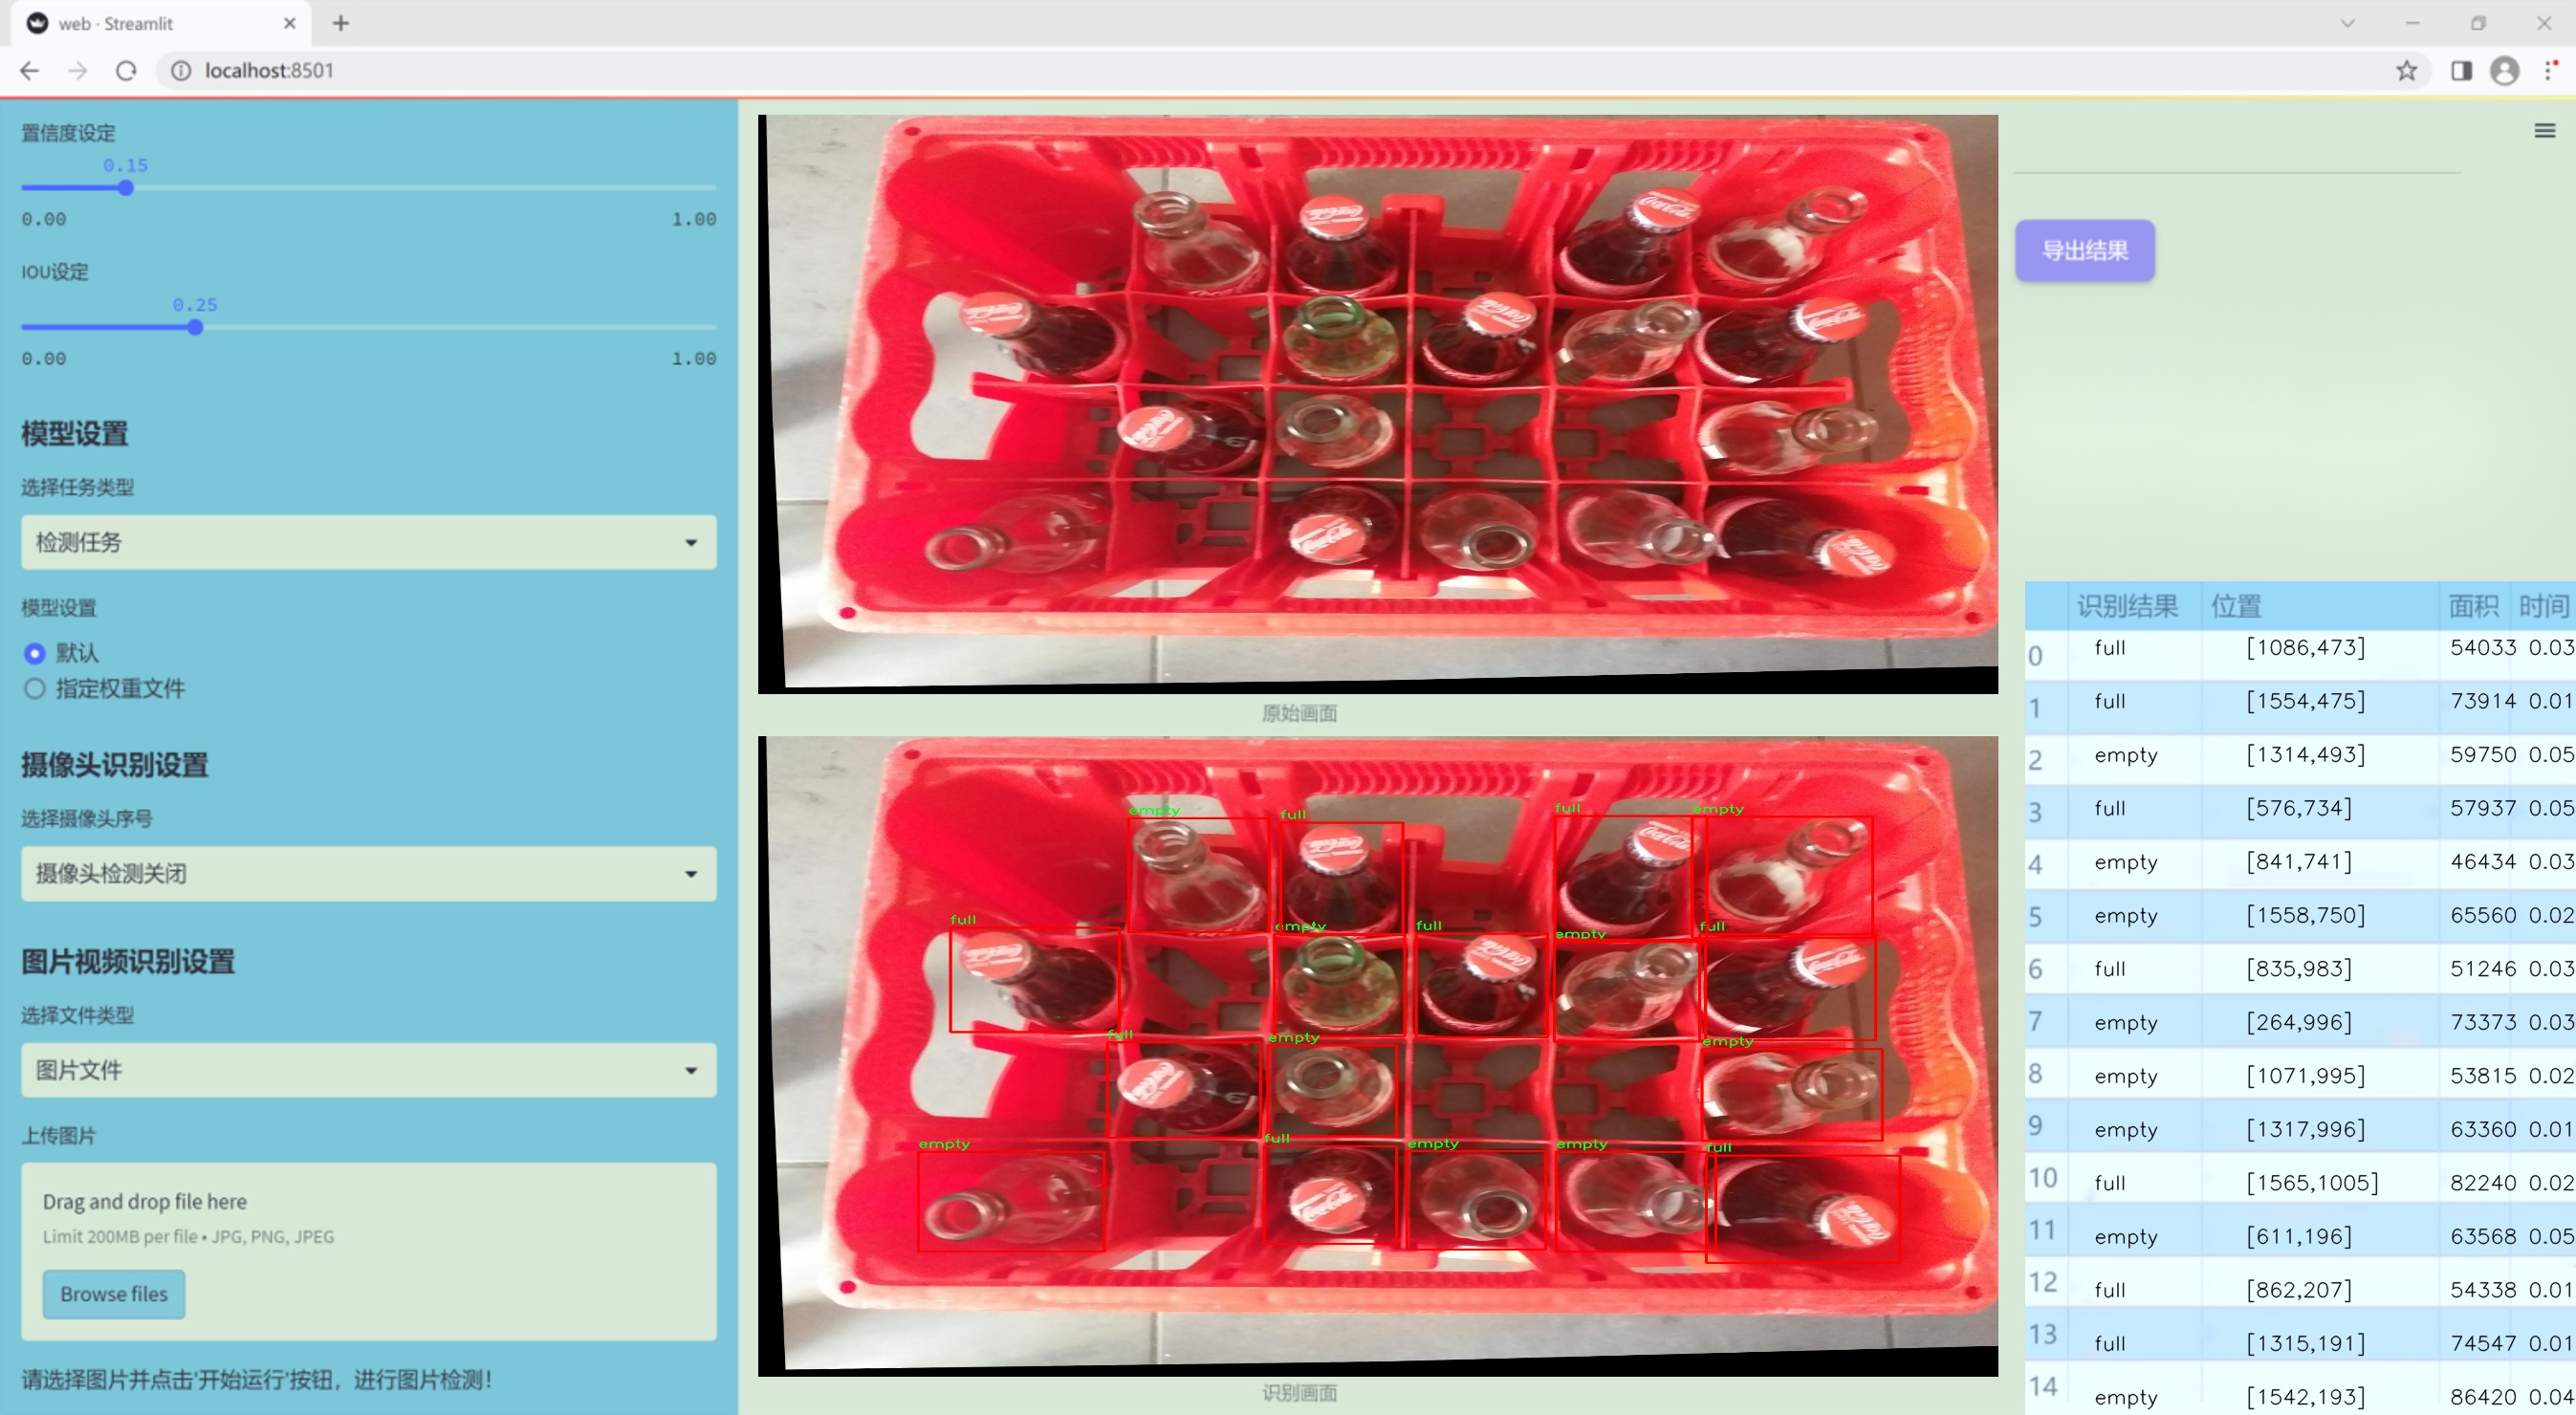 web · Streamlit
localhost:8501
置信度设定
0.15
0.00 1.00
IOU设定
0.25
0.00 1.00
模型设置
选择任务类型
检测任务
模型设置
默认
指定权重文件
摄像头识别设置
选择摄像头序号
摄像头检测关闭
图片视频识别设置
选择文件类型
图片文件
上传图片
Drag and drop file here
Limit 200MB per file • JPG, PNG, JPEG
Browse files
请选择图片并点击'开始运行'按钮，进行图片检测！
原始画面
empty full full empty
full empty full empty full
full empty empty
empty full empty empty full
识别画面
导出结果
识别结果 位置 面积 时间
0 full [1086,473] 54033 0.03
1 full [1554,475] 73914 0.01
2 empty [1314,493] 59750 0.05
3 full [576,734] 57937 0.05
4 empty [841,741] 46434 0.03
5 empty [1558,750] 65560 0.02
6 full [835,983] 51246 0.03
7 empty [264,996] 73373 0.03
8 empty [1071,995] 53815 0.02
9 empty [1317,996] 63360 0.01
10 full [1565,1005] 82240 0.02
11 empty [611,196] 63568 0.05
12 full [862,207] 54338 0.01
13 full [1315,191] 74547 0.01
14 empty [1542,193] 86420 0.04